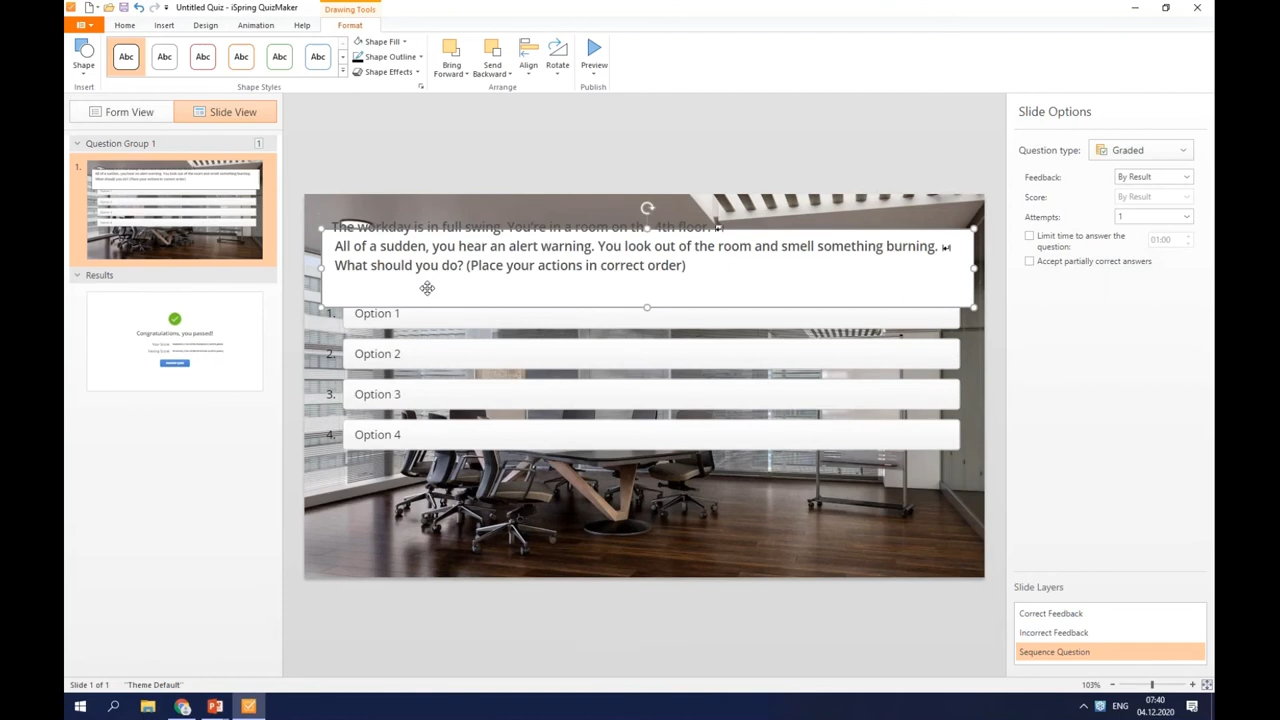 Untitled Quiz - iSpring QuizMaker
Drawing Tools
Home Insert Design Animation Help Format
Shape
Insert
Abc Abc Abc Abc Abc Abc
Shape Styles
Shape Fill
Shape Outline
Shape Effects
Bring Forward
Send Backward
Align
Rotate
Arrange
Preview
Publish
Form View
Slide View
Question Group 1
1
1.
Results
Congratulations, you passed!
The workday is in full swing. You're in a room on the 4th floor.
All of a sudden, you hear an alert warning. You look out of the room and smell something burning.
What should you do? (Place your actions in correct order)
1. Option 1
2. Option 2
3. Option 3
4. Option 4
Slide Options
Question type: Graded
Feedback: By Result
Score: By Result
Attempts: 1
Limit time to answer the question: 01:00
Accept partially correct answers
Slide Layers
Correct Feedback
Incorrect Feedback
Sequence Question
Slide 1 of 1 "Theme Default"
103%
ENG
07:40
04.12.2020